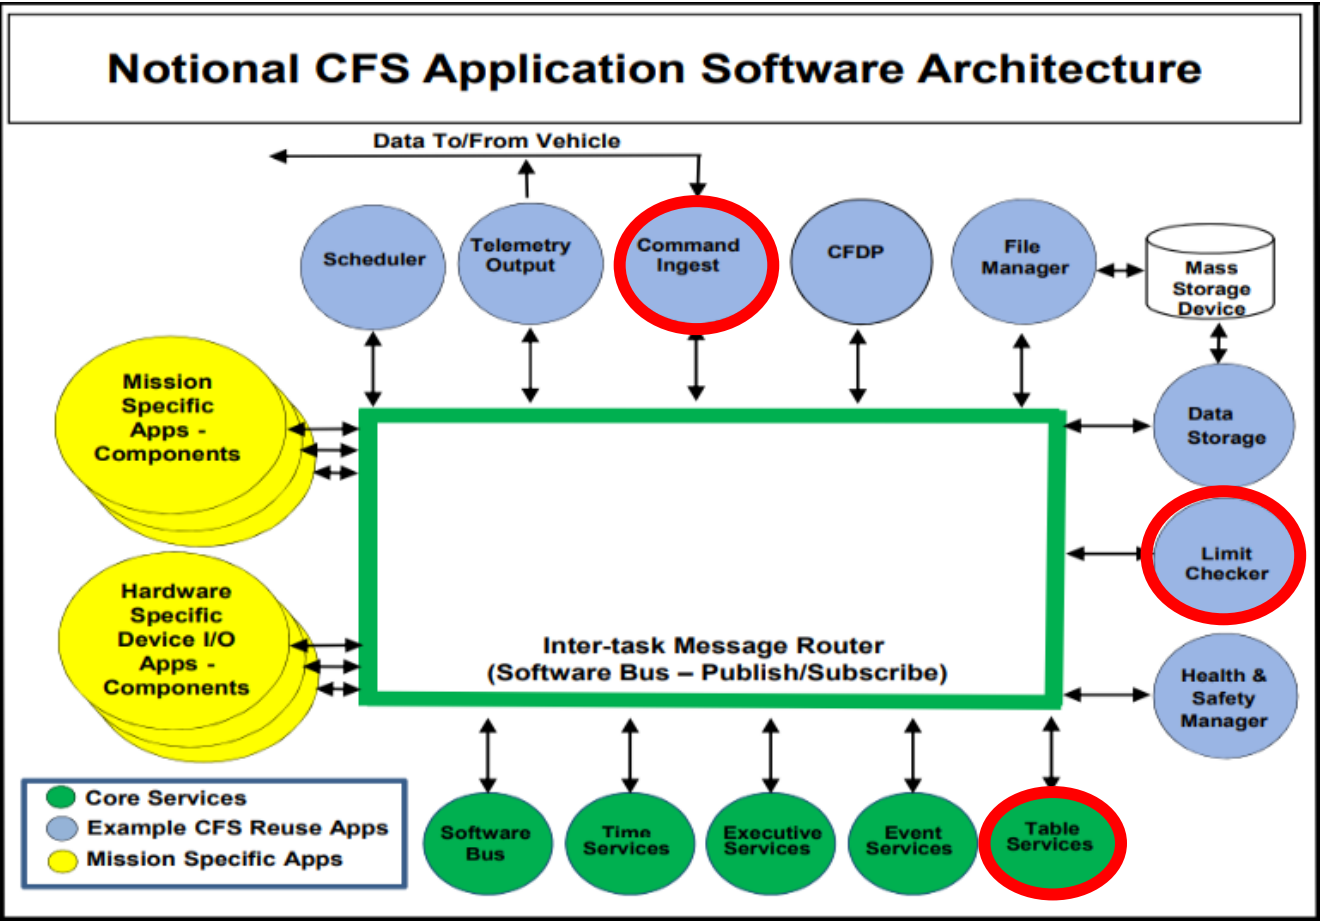 Notional CFS Application Software Architecture
Data To/From Vehicle
Scheduler
Telemetry
Output
Command
Ingest
CFDP
File
Manager
Mass
Storage
Device
Mission
Specific
Apps -
Components
Data
Storage
Limit
Checker
Hardware
Specific
Device I/O
Apps -
Components
Inter-task Message Router
(Software Bus – Publish/Subscribe)
Health &
Safety
Manager
Core Services
Example CFS Reuse Apps
Mission Specific Apps
Software
Bus
Time
Services
Executive
Services
Event
Services
Table
Services